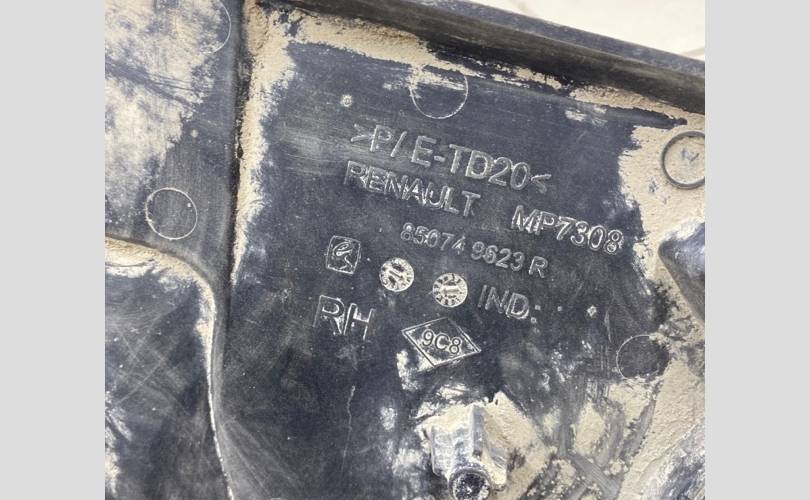 >P/E-TD20<
RENAULT MP7308
850749623R
IND:
RH
9C8